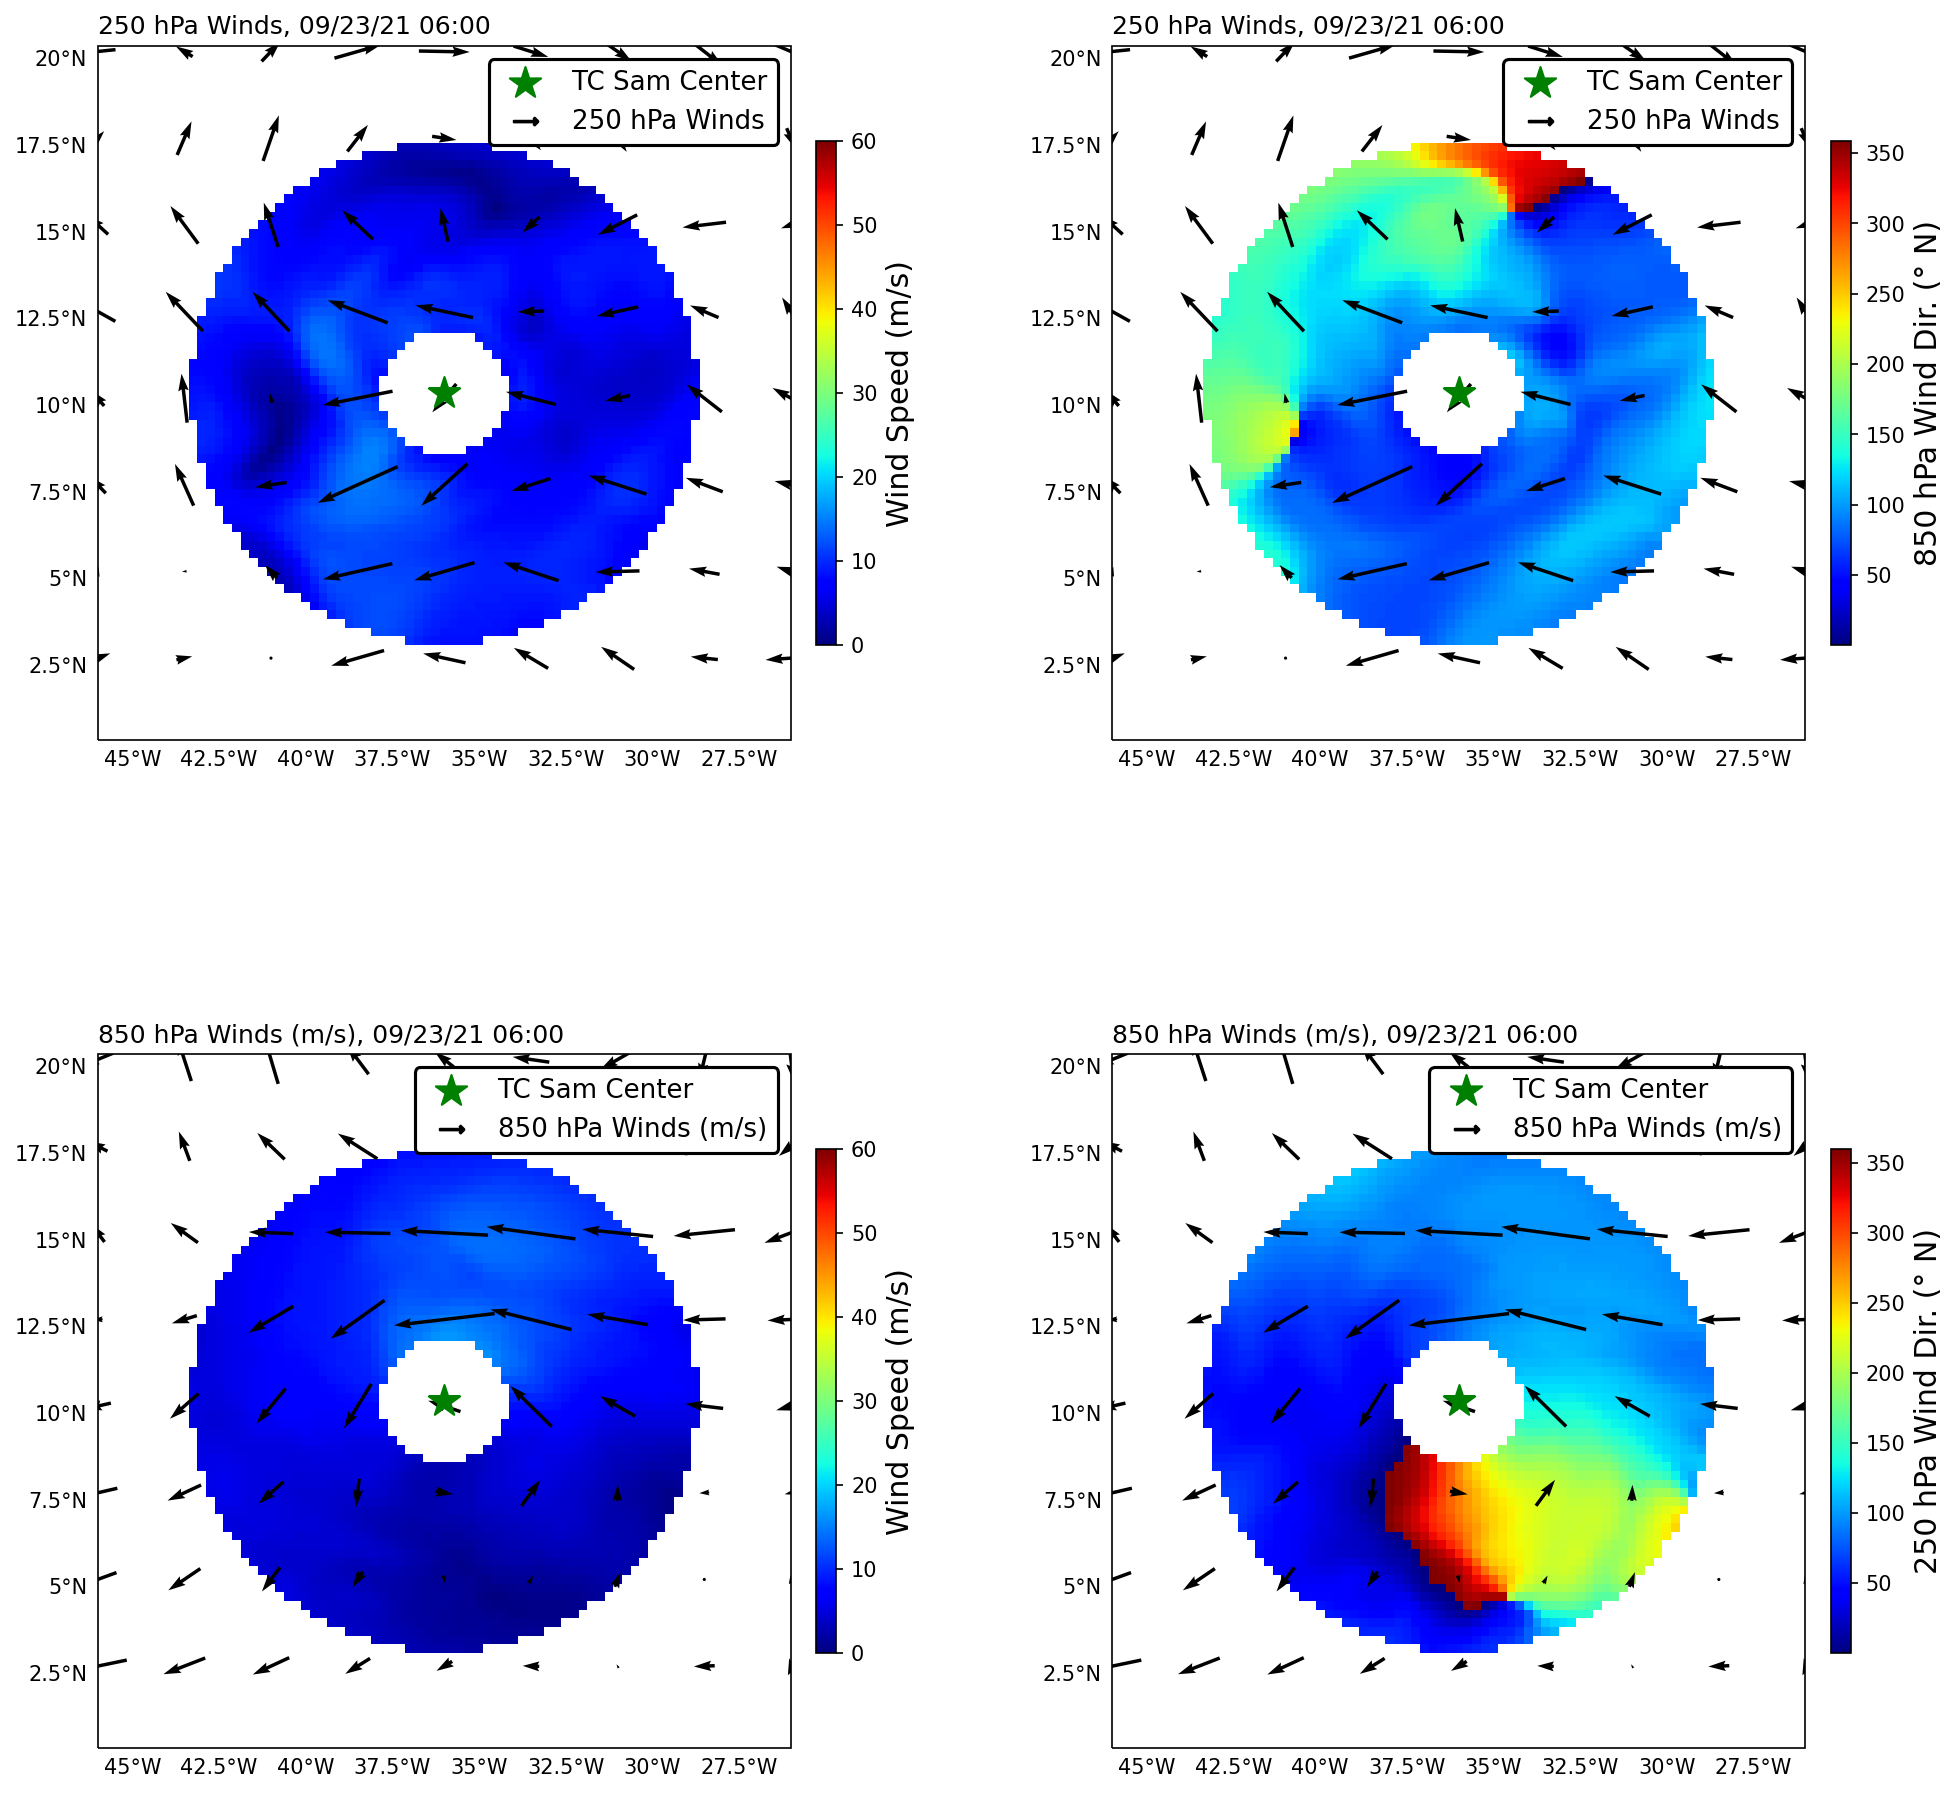 250 hPa Winds, 09/23/21 06:00
20°N
17.5°N
15°N
12.5°N
10°N
7.5°N
5°N
2.5°N
45°W 42.5°W 40°W 37.5°W 35°W 32.5°W 30°W 27.5°W
TC Sam Center
250 hPa Winds
60
50
40
30
20
10
0
Wind Speed (m/s)
250 hPa Winds, 09/23/21 06:00
20°N
17.5°N
15°N
12.5°N
10°N
7.5°N
5°N
2.5°N
45°W 42.5°W 40°W 37.5°W 35°W 32.5°W 30°W 27.5°W
TC Sam Center
250 hPa Winds
350
300
250
200
150
100
50
850 hPa Wind Dir. (° N)
850 hPa Winds (m/s), 09/23/21 06:00
20°N
17.5°N
15°N
12.5°N
10°N
7.5°N
5°N
2.5°N
45°W 42.5°W 40°W 37.5°W 35°W 32.5°W 30°W 27.5°W
TC Sam Center
850 hPa Winds (m/s)
60
50
40
30
20
10
0
Wind Speed (m/s)
850 hPa Winds (m/s), 09/23/21 06:00
20°N
17.5°N
15°N
12.5°N
10°N
7.5°N
5°N
2.5°N
45°W 42.5°W 40°W 37.5°W 35°W 32.5°W 30°W 27.5°W
TC Sam Center
850 hPa Winds (m/s)
350
300
250
200
150
100
50
250 hPa Wind Dir. (° N)